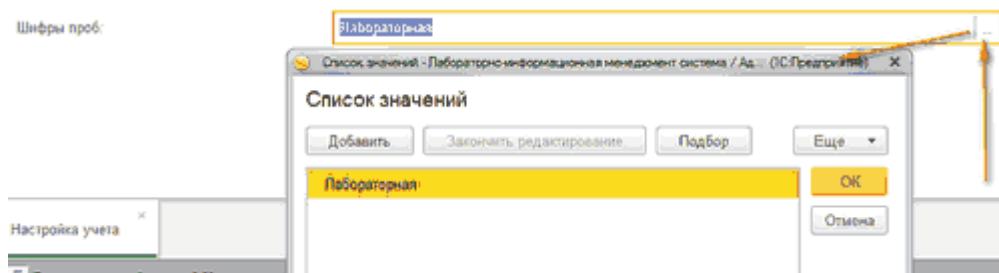 Шифры проб:
Лабораторная
...
Список значений - Лабораторно-информационная менеджмент система / Ад... (1С:Предприятие)
Список значений
Добавить
Закончить редактирование
Подбор
Еще
Лабораторная
ОК
Отмена
Настройка учета